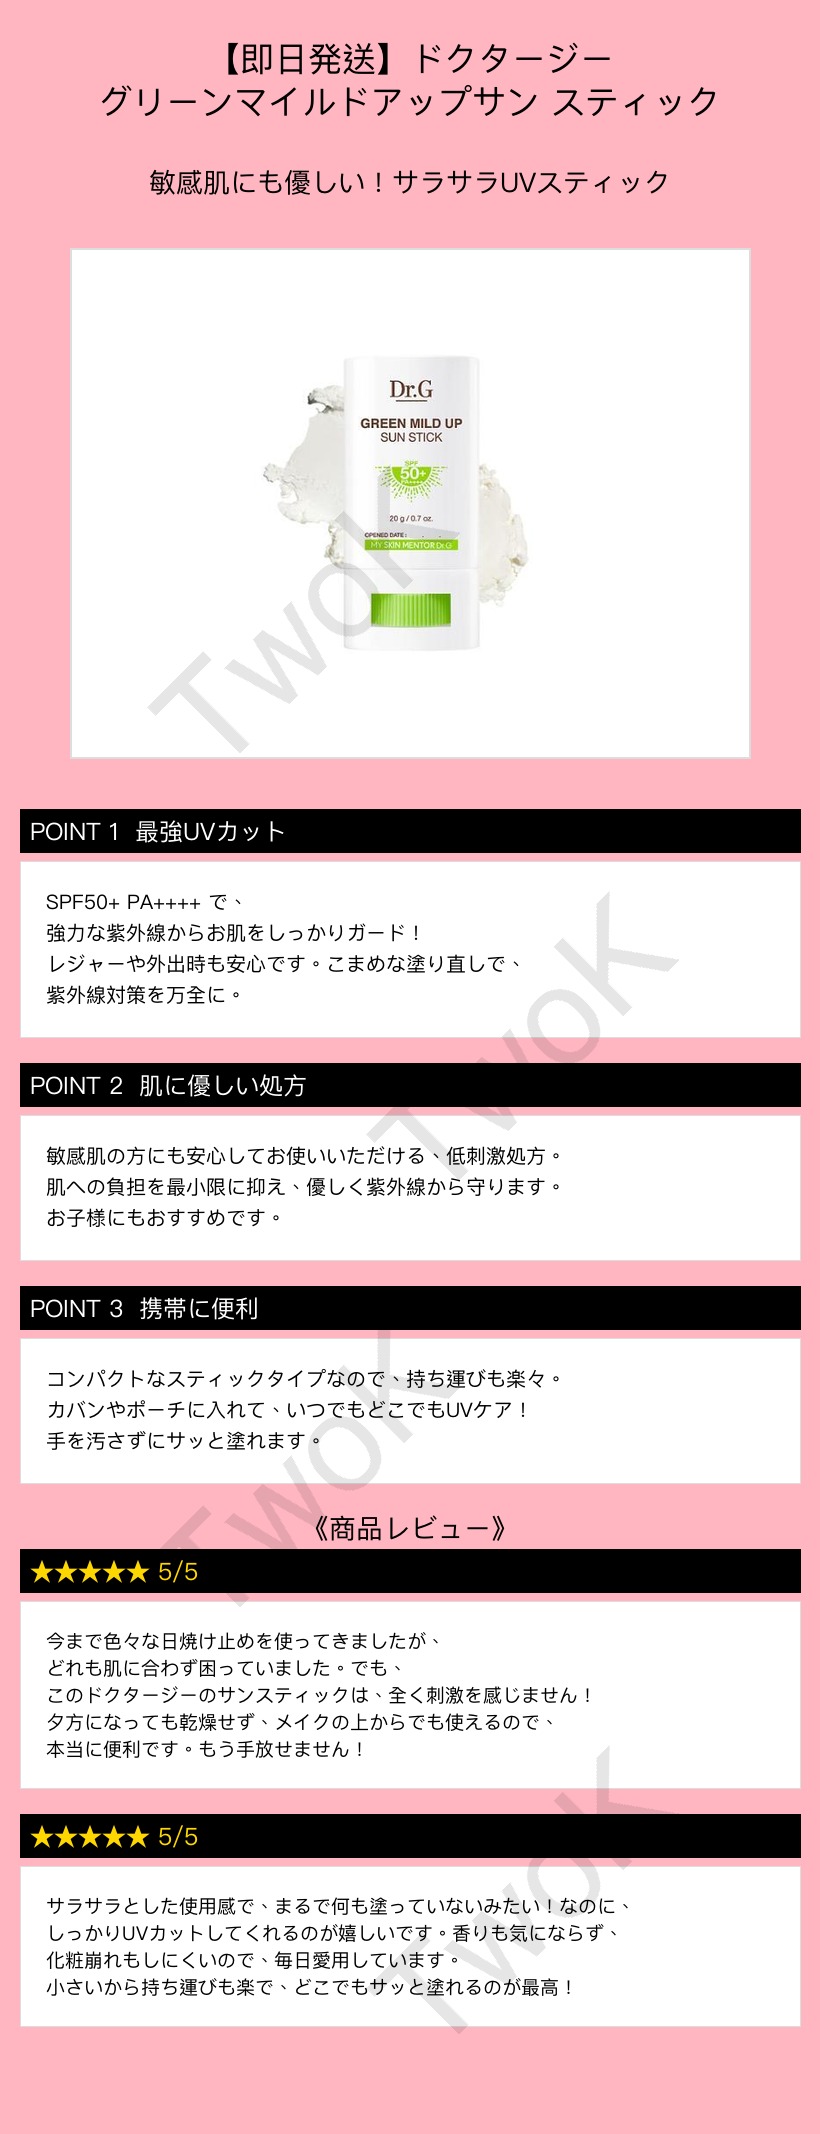 【即日発送】ドクタージー
グリーンマイルドアップサン スティック
敏感肌にも優しい！サラサラUVスティック
Dr.G
GREEN MILD UP
SUN STICK
SPF
50+
PA++++
20 g / 0.7 oz.
OPENED DATE : . .
MY SKIN MENTOR Dr.G
TwoK
POINT 1 最強UVカット
SPF50+ PA++++ で、
強力な紫外線からお肌をしっかりガード！
レジャーや外出時も安心です。こまめな塗り直しで、
紫外線対策を万全に。
TwoK
POINT 2 肌に優しい処方
敏感肌の方にも安心してお使いいただける、低刺激処方。
肌への負担を最小限に抑え、優しく紫外線から守ります。
お子様にもおすすめです。
POINT 3 携帯に便利
コンパクトなスティックタイプなので、持ち運びも楽々。
カバンやポーチに入れて、いつでもどこでもUVケア！
手を汚さずにサッと塗れます。
TwoK
《商品レビュー》
★★★★★ 5/5
今まで色々な日焼け止めを使ってきましたが、
どれも肌に合わず困っていました。でも、
このドクタージーのサンスティックは、全く刺激を感じません！
夕方になっても乾燥せず、メイクの上からでも使えるので、
本当に便利です。もう手放せません！
★★★★★ 5/5
サラサラとした使用感で、まるで何も塗っていないみたい！なのに、
しっかりUVカットしてくれるのが嬉しいです。香りも気にならず、
化粧崩れもしにくいので、毎日愛用しています。
小さいから持ち運びも楽で、どこでもサッと塗れるのが最高！
TwoK